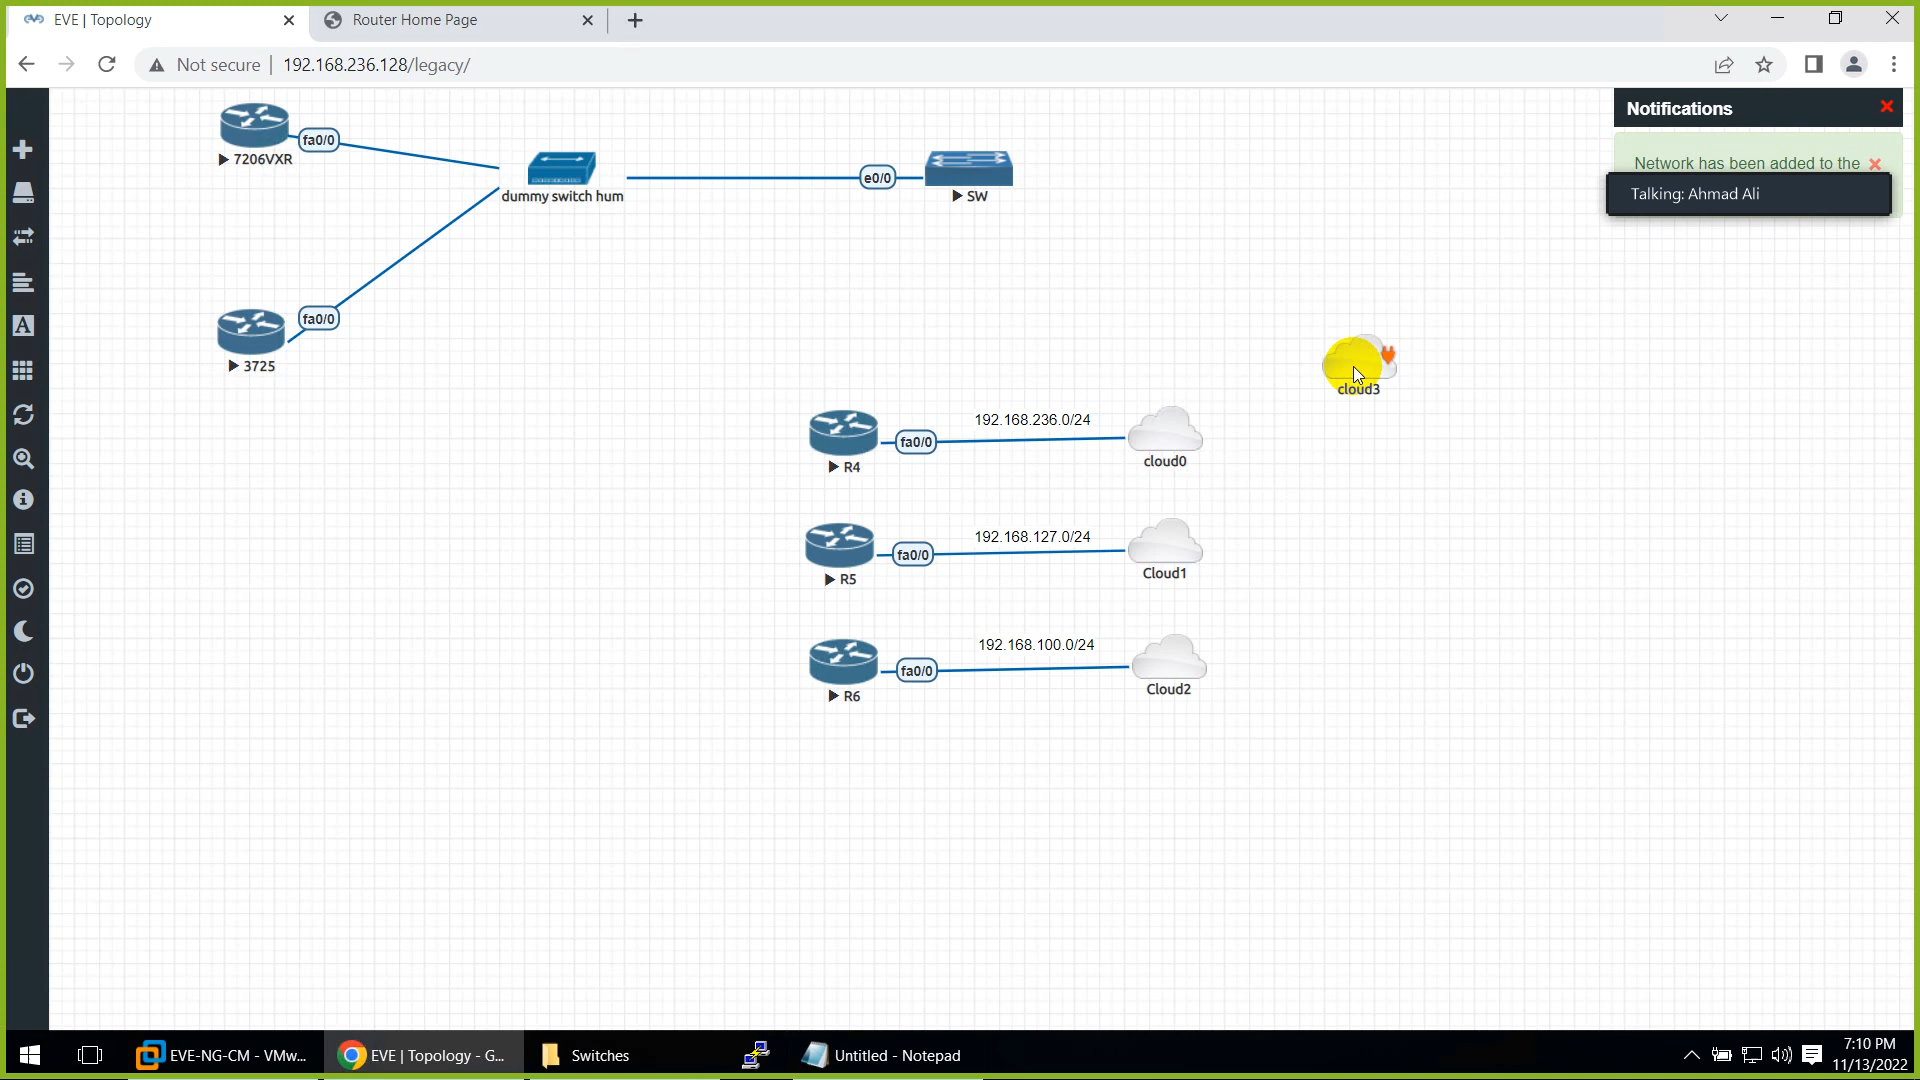 EVE | Topology
Router Home Page
Not secure
192.168.236.128/legacy/
Notifications
Network has been added to the
Talking: Ahmad Ali
fa0/0
7206VXR
dummy switch hum
e0/0
SW
fa0/0
3725
cloud3
192.168.236.0/24
fa0/0
R4
cloud0
192.168.127.0/24
fa0/0
R5
Cloud1
192.168.100.0/24
fa0/0
R6
Cloud2
EVE-NG-CM - VMw...
EVE | Topology - G...
Switches
Untitled - Notepad
7:10 PM
11/13/2022